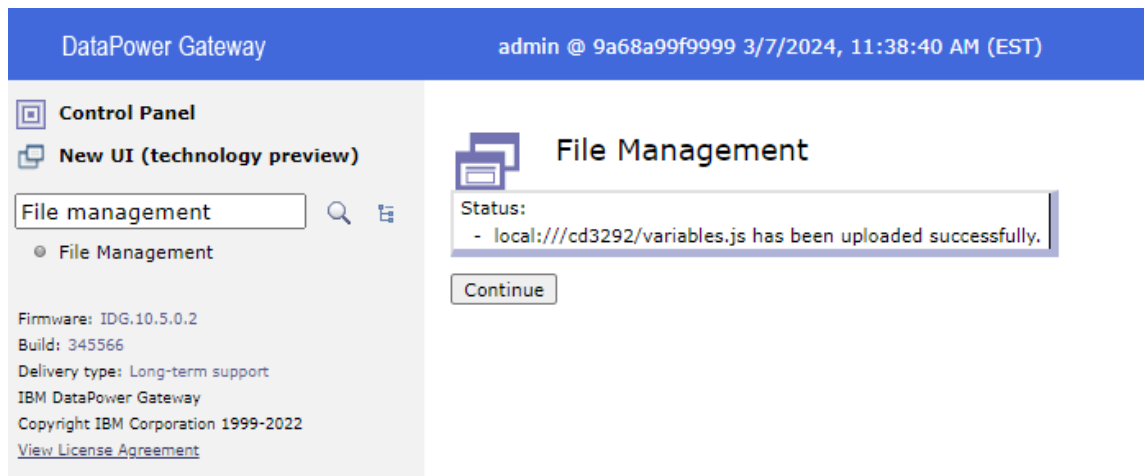 DataPower Gateway
admin @ 9a68a99f9999 3/7/2024, 11:38:40 AM (EST)
Control Panel
New UI (technology preview)
File management
File Management
Firmware: IDG.10.5.0.2
Build: 345566
Delivery type: Long-term support
IBM DataPower Gateway
Copyright IBM Corporation 1999-2022
View License Agreement
File Management
Status:
- local:///cd3292/variables.js has been uploaded successfully.
Continue